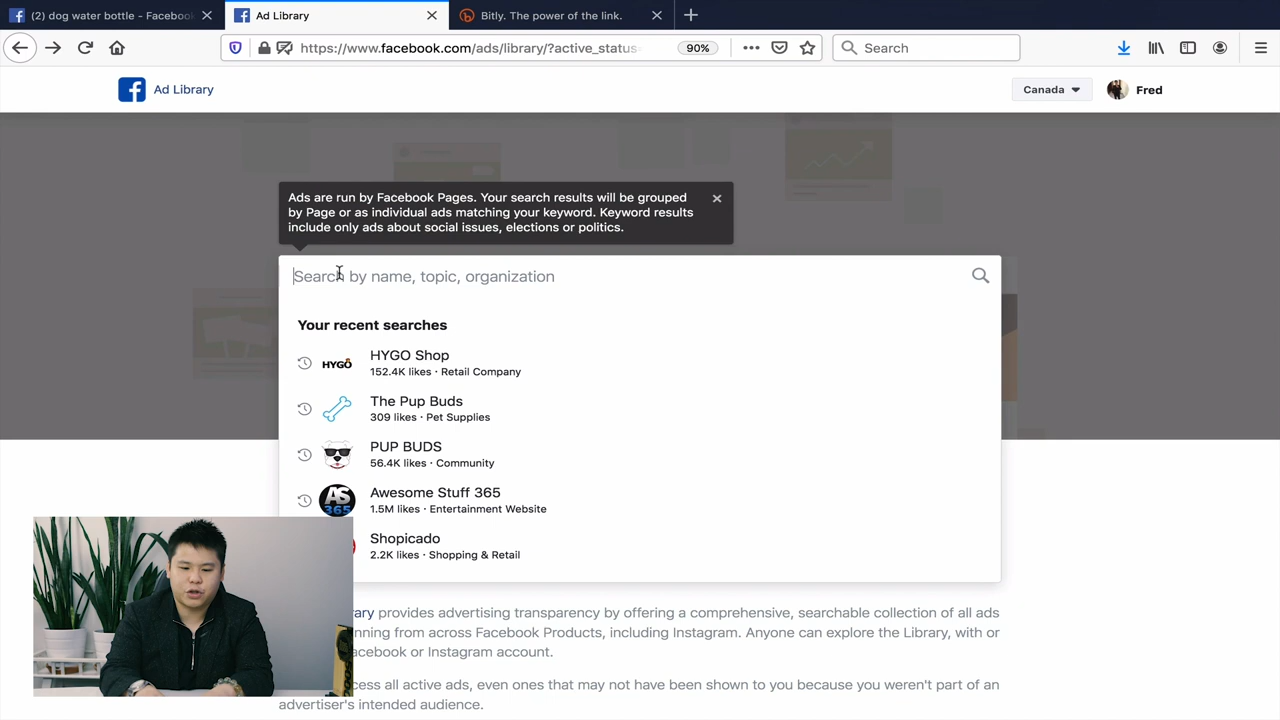 (2) dog water bottle - Facebook
Ad Library
Bitly. The power of the link.
https://www.facebook.com/ads/library/?active_status
90%
Search
Ad Library
Canada
Fred
Ads are run by Facebook Pages. Your search results will be grouped
by Page or as individual ads matching your keyword. Keyword results
include only ads about social issues, elections or politics.
Search by name, topic, organization
Your recent searches
HYGO
HYGO Shop
152.4K likes · Retail Company
The Pup Buds
309 likes · Pet Supplies
PUP BUDS
56.4K likes · Community
AS
365
Awesome Stuff 365
1.5M likes · Entertainment Website
Shopicado
2.2K likes · Shopping & Retail
provides advertising transparency by offering a comprehensive, searchable collection of all ads
from across Facebook Products, including Instagram. Anyone can explore the Library, with or
or Instagram account.
all active ads, even ones that may not have been shown to you because you weren't part of an
advertiser's intended audience.